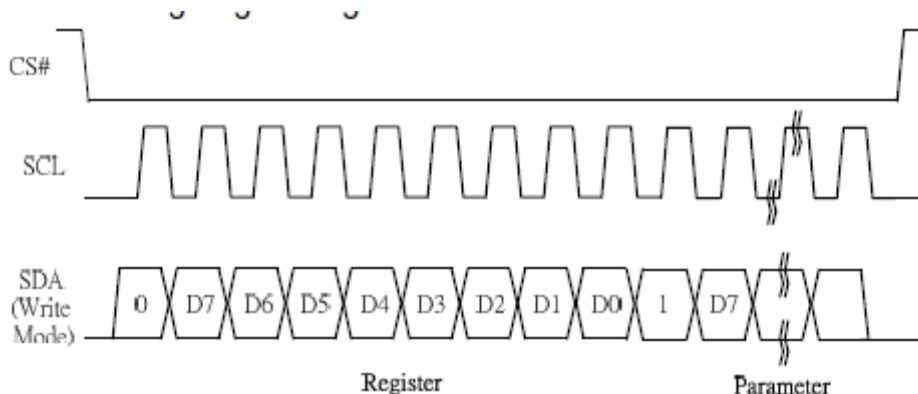 CS#
SCL
SDA
(Write
Mode)
0 D7 D6 D5 D4 D3 D2 D1 D0 1 D7
Register Parameter